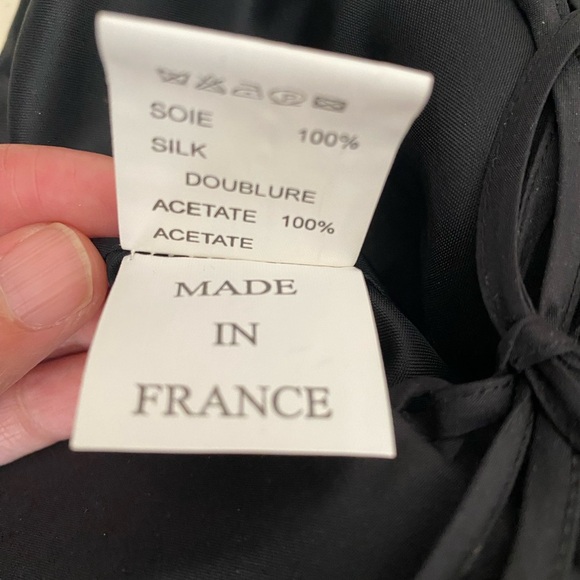 SOIE 100%
SILK
DOUBLURE
ACETATE 100%
ACETATE
MADE
IN
FRANCE